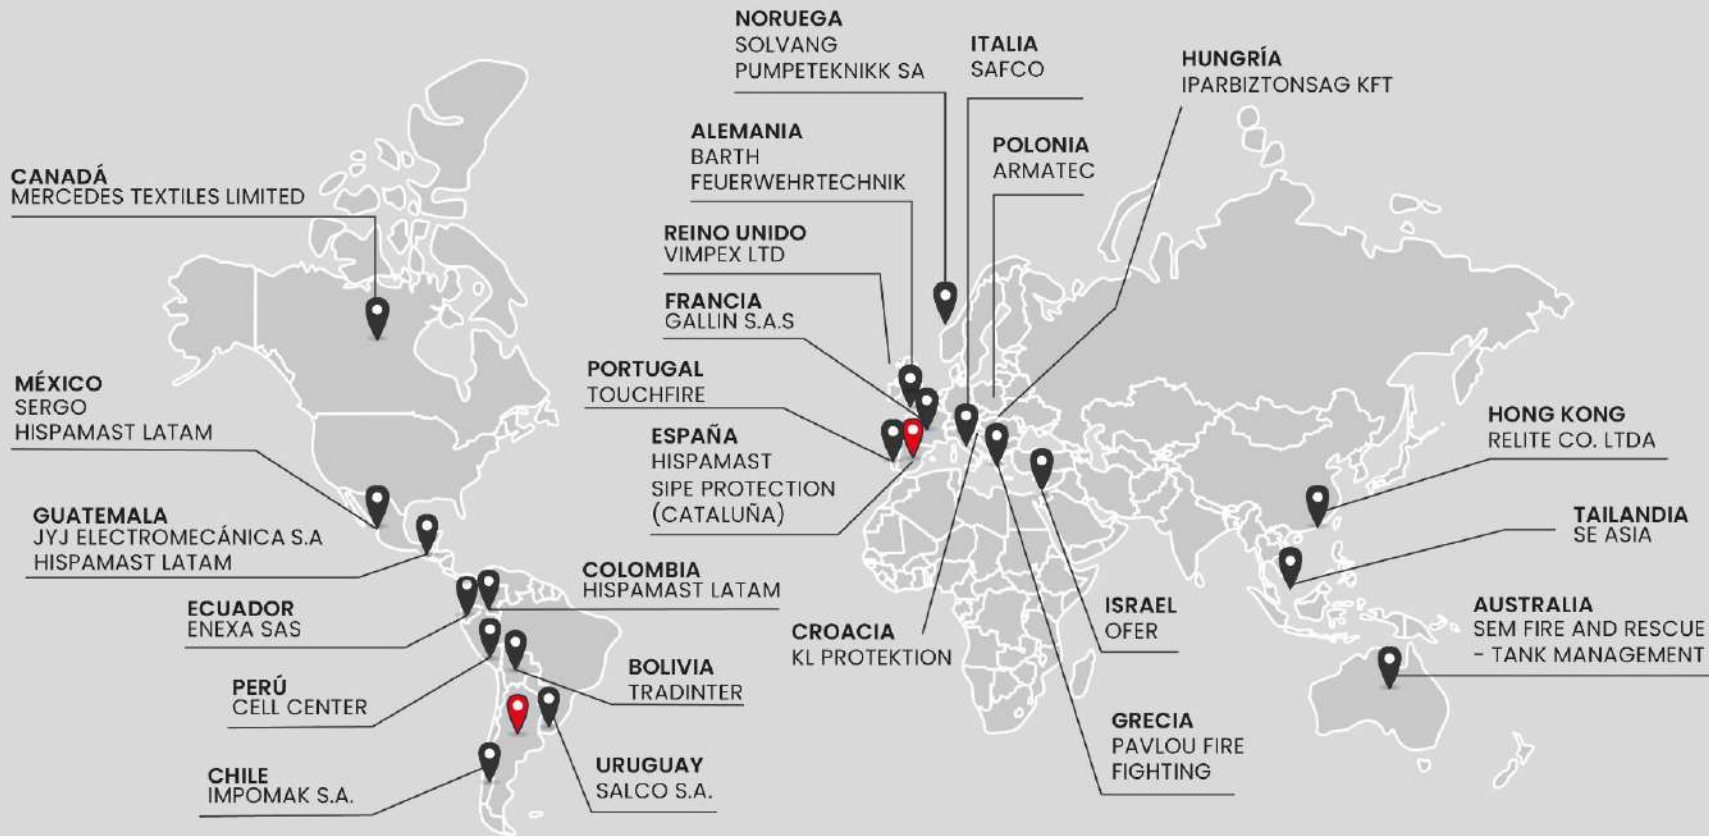 NORUEGA
SOLVANG
PUMPETEKNIKK SA
ITALIA
SAFCO
HUNGRÍA
IPARBIZTONSAG KFT
ALEMANIA
BARTH
FEUERWEHRTECHNIK
POLONIA
ARMATEC
CANADÁ
MERCEDES TEXTILES LIMITED
REINO UNIDO
VIMPEX LTD
FRANCIA
GALLIN S.A.S
PORTUGAL
TOUCHFIRE
MÉXICO
SERGO
HISPAMAST LATAM
ESPAÑA
HISPAMAST
SIPE PROTECTION
(CATALUÑA)
HONG KONG
RELITE CO. LTDA
GUATEMALA
JYJ ELECTROMECÁNICA S.A
HISPAMAST LATAM
TAILANDIA
SE ASIA
COLOMBIA
HISPAMAST LATAM
ECUADOR
ENEXA SAS
CROACIA
KL PROTEKTION
ISRAEL
OFER
AUSTRALIA
SEM FIRE AND RESCUE
- TANK MANAGEMENT
PERÚ
CELL CENTER
BOLIVIA
TRADINTER
GRECIA
PAVLOU FIRE
FIGHTING
CHILE
IMPOMAK S.A.
URUGUAY
SALCO S.A.